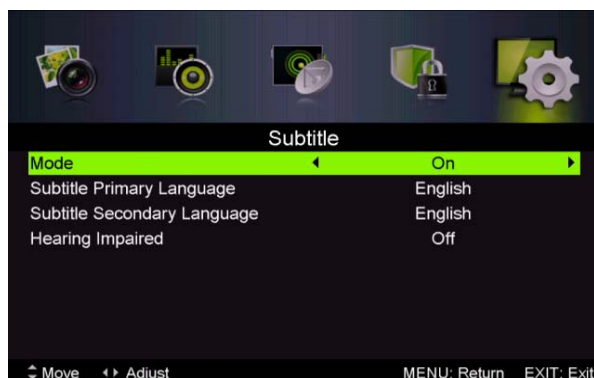 Subtitle
Mode On
Subtitle Primary Language English
Subtitle Secondary Language English
Hearing Impaired Off
Move Adjust MENU: Return EXIT: Exit